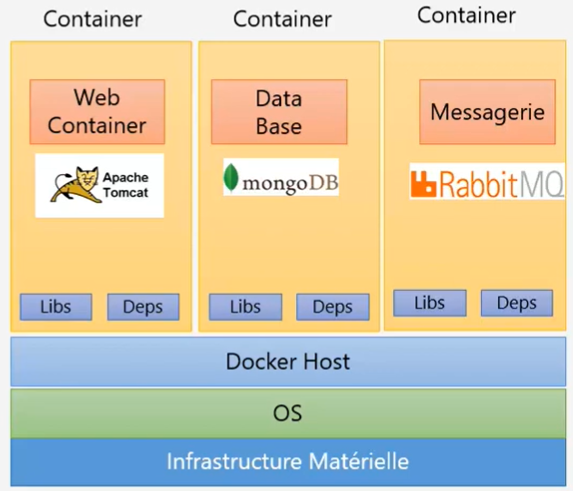 Container
Container
Container
Web
Container
Data
Base
Messagerie
Apache
Tomcat
mongoDB
RabbitMQ
Libs
Deps
Libs
Deps
Libs
Deps
Docker Host
OS
Infrastructure Matérielle